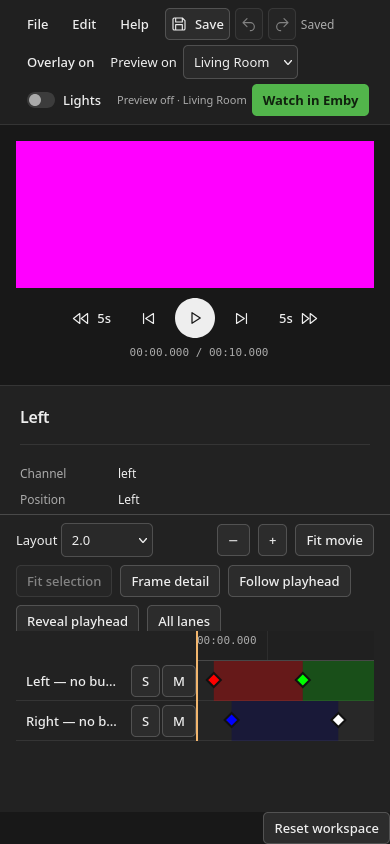 File Edit Help Save Saved
Overlay on Preview on Living Room
Lights Preview off · Living Room Watch in Emby
5s 5s
00:00.000 / 00:10.000
Left
Channel left
Position Left
Layout 2.0 − + Fit movie
Fit selection Frame detail Follow playhead
Reveal playhead All lanes
00:00.000
Left — no bu... S M
Right — no b... S M
Reset workspace